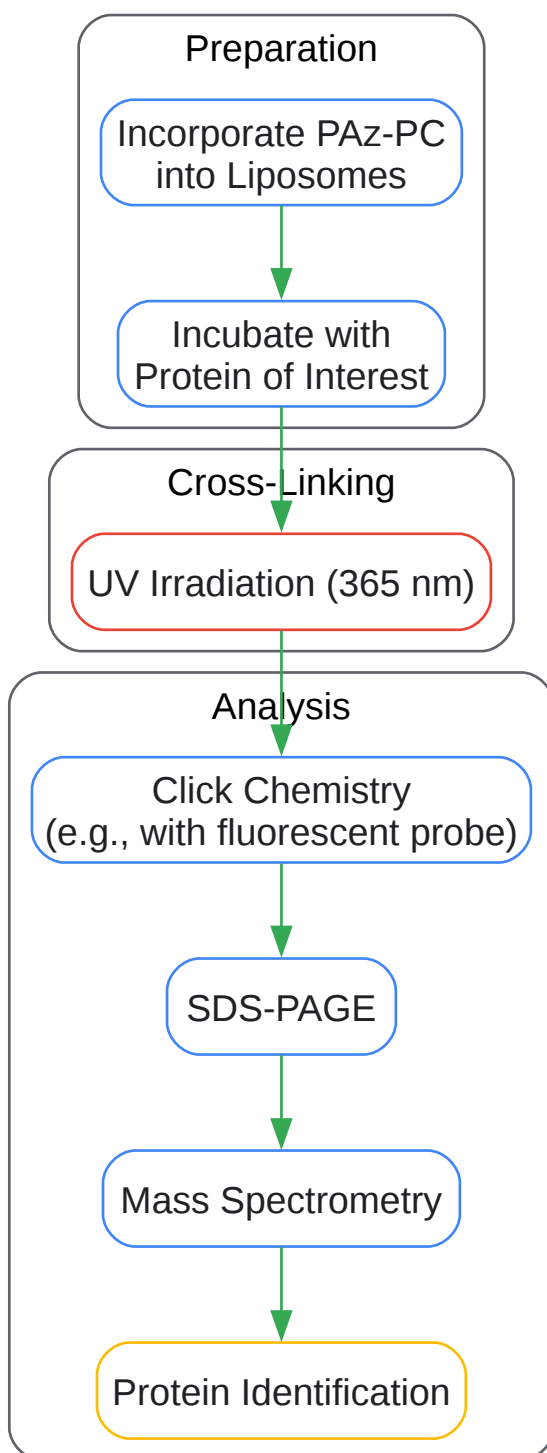 Preparation
Incorporate PAz-PC
into Liposomes
Incubate with
Protein of Interest
Cross-Linking
UV Irradiation (365 nm)
Analysis
Click Chemistry
(e.g., with fluorescent probe)
SDS-PAGE
Mass Spectrometry
Protein Identification